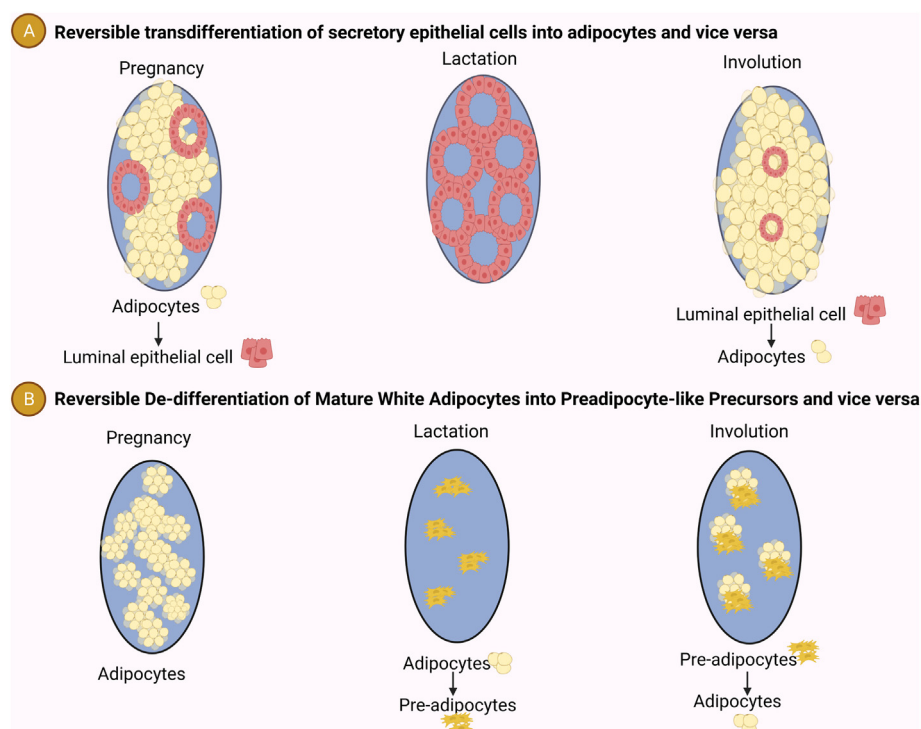 A Reversible transdifferentiation of secretory epithelial cells into adipocytes and vice versa
Pregnancy
Lactation
Involution
Adipocytes
Luminal epithelial cell
Luminal epithelial cell
Adipocytes
B Reversible De-differentiation of Mature White Adipocytes into Preadipocyte-like Precursors and vice versa
Pregnancy
Lactation
Involution
Adipocytes
Adipocytes
Pre-adipocytes
Pre-adipocytes
Adipocytes